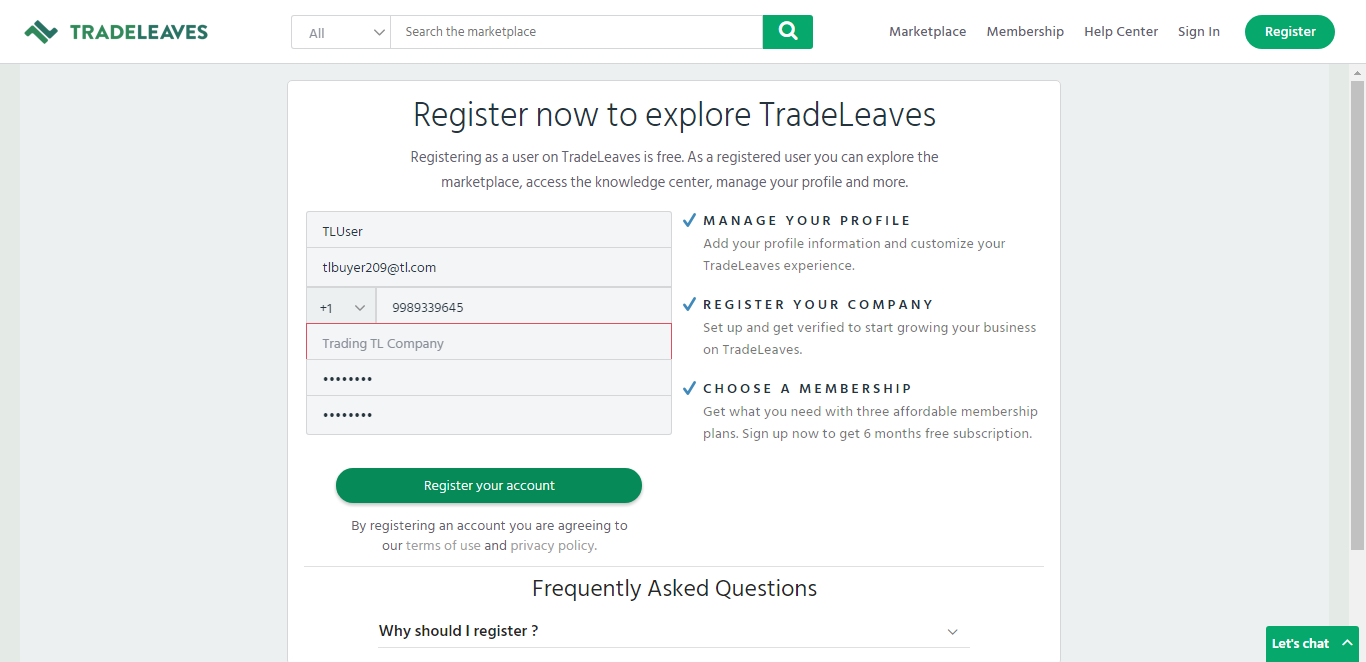 TRADELEAVES
All
Search the marketplace
Marketplace
Membership
Help Center
Sign In
Register
Register now to explore TradeLeaves
Registering as a user on TradeLeaves is free. As a registered user you can explore the
marketplace, access the knowledge center, manage your profile and more.
TLUser
tlbuyer209@tl.com
+1
9989339645
Trading TL Company
••••••••
••••••••
Register your account
By registering an account you are agreeing to
our terms of use and privacy policy.
MANAGE YOUR PROFILE
Add your profile information and customize your
TradeLeaves experience.
REGISTER YOUR COMPANY
Set up and get verified to start growing your business
on TradeLeaves.
CHOOSE A MEMBERSHIP
Get what you need with three affordable membership
plans. Sign up now to get 6 months free subscription.
Frequently Asked Questions
Why should I register ?
Let's chat